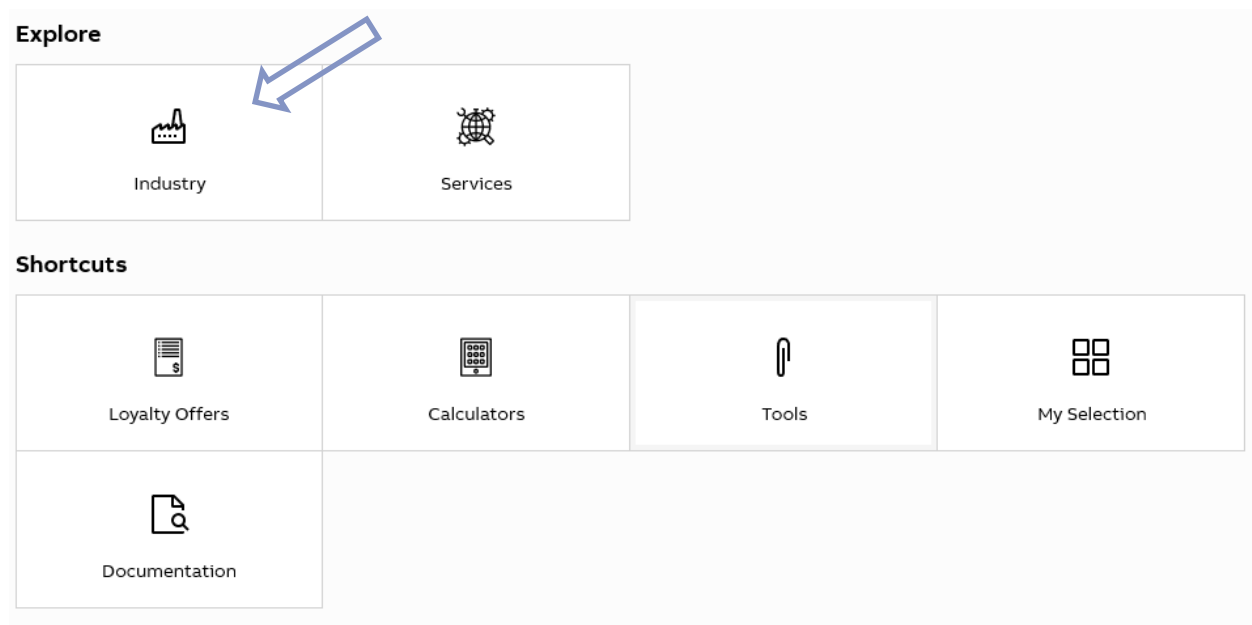 Explore
Industry
Services
Shortcuts
Loyalty Offers
Calculators
Tools
My Selection
Documentation